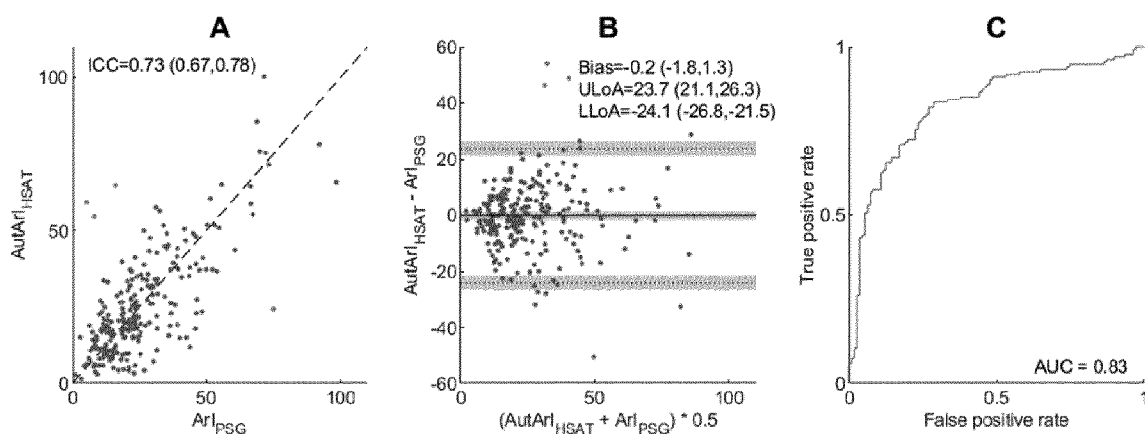 A
ICC=0.73 (0.67,0.78)
100
50
0
0
50
100
AutArI_HSAT
ArI_PSG
B
Bias=-0.2 (-1.8,1.3)
ULoA=23.7 (21.1,26.3)
LLoA=-24.1 (-26.8,-21.5)
60
40
20
0
-20
-40
-60
0
50
100
AutArI_HSAT - ArI_PSG
(AutArI_HSAT + ArI_PSG) * 0.5
C
1
0.5
0
0
0.5
1
True positive rate
AUC = 0.83
False positive rate